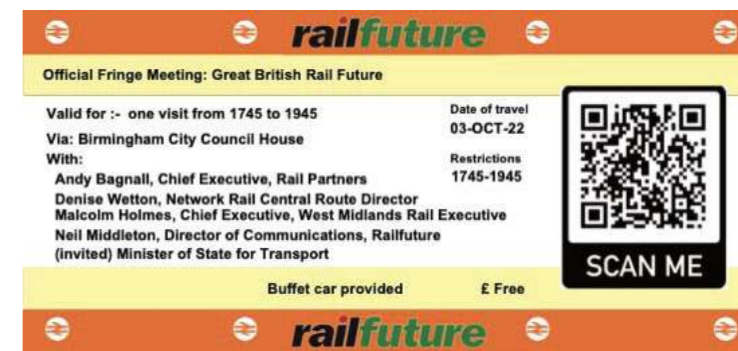 railfuture
Official Fringe Meeting: Great British Rail Future
Valid for :- one visit from 1745 to 1945
Date of travel
03-OCT-22
Via: Birmingham City Council House
With:
Restrictions
1745-1945
Andy Bagnall, Chief Executive, Rail Partners
Denise Wetton, Network Rail Central Route Director
Malcolm Holmes, Chief Executive, West Midlands Rail Executive
Neil Middleton, Director of Communications, Railfuture
(invited) Minister of State for Transport
SCAN ME
Buffet car provided £ Free
railfuture